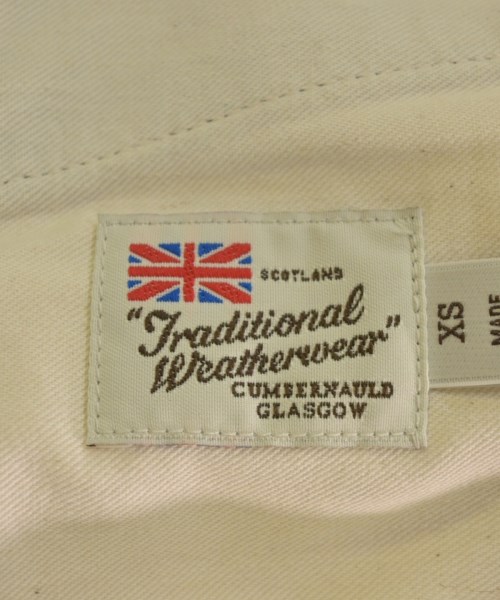 SCOTLAND
"Traditional
Weatherwear"
CUMBERNAULD
GLASGOW
XS
MADE